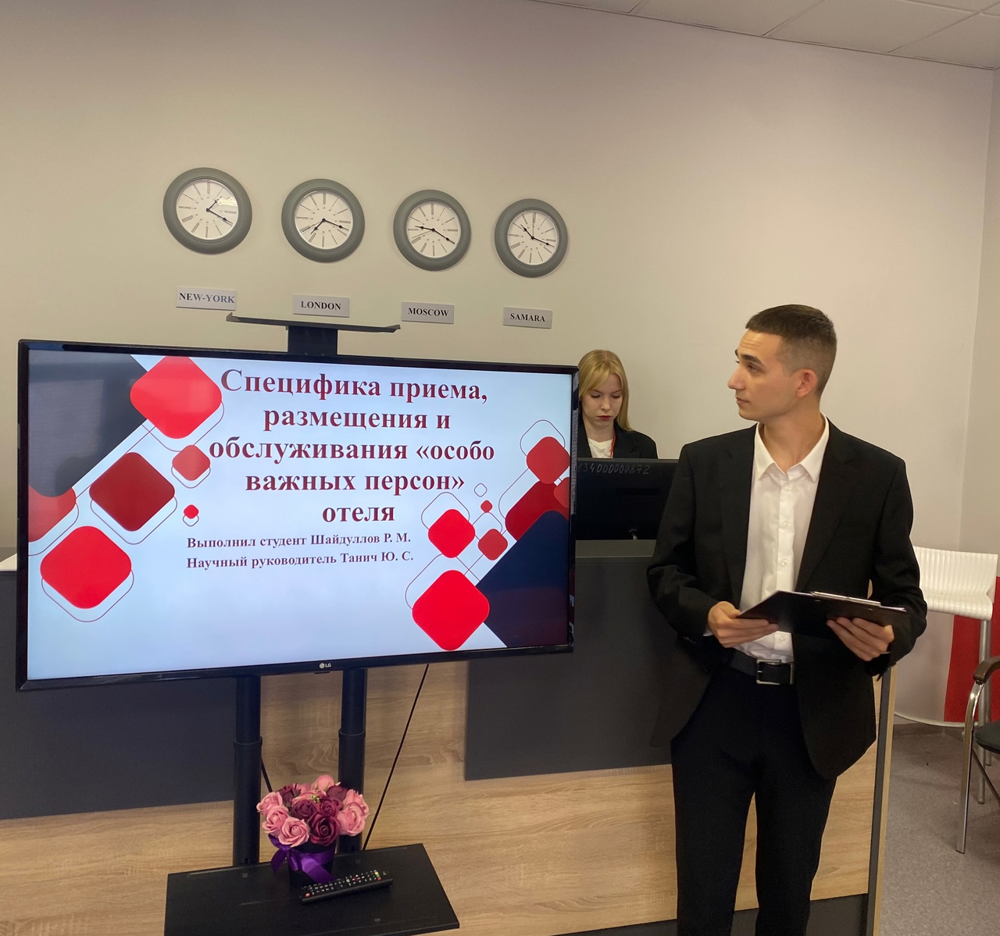 NEW-YORK
LONDON
MOSCOW
SAMARA
Специфика приема,
размещения и
обслуживания «особо
важных персон»
отеля
Выполнил студент Шайдуллов Р. М.
Научный руководитель Танич Ю. С.
LG